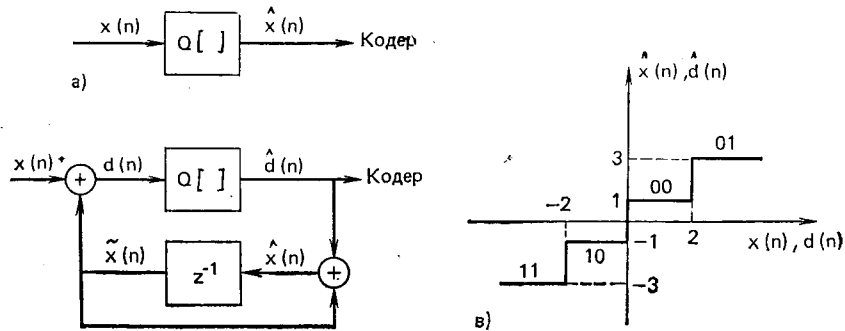 x(n)
Q[ ]
x̂(n)
Кодер
а)
x(n)
+
+
d(n)
Q[ ]
d̂(n)
Кодер
x̃(n)
z⁻¹
x̂(n)
+
x̂(n), d̂(n)
3
01
1
00
-2
-1
2
x(n), d(n)
10
11
-3
в)